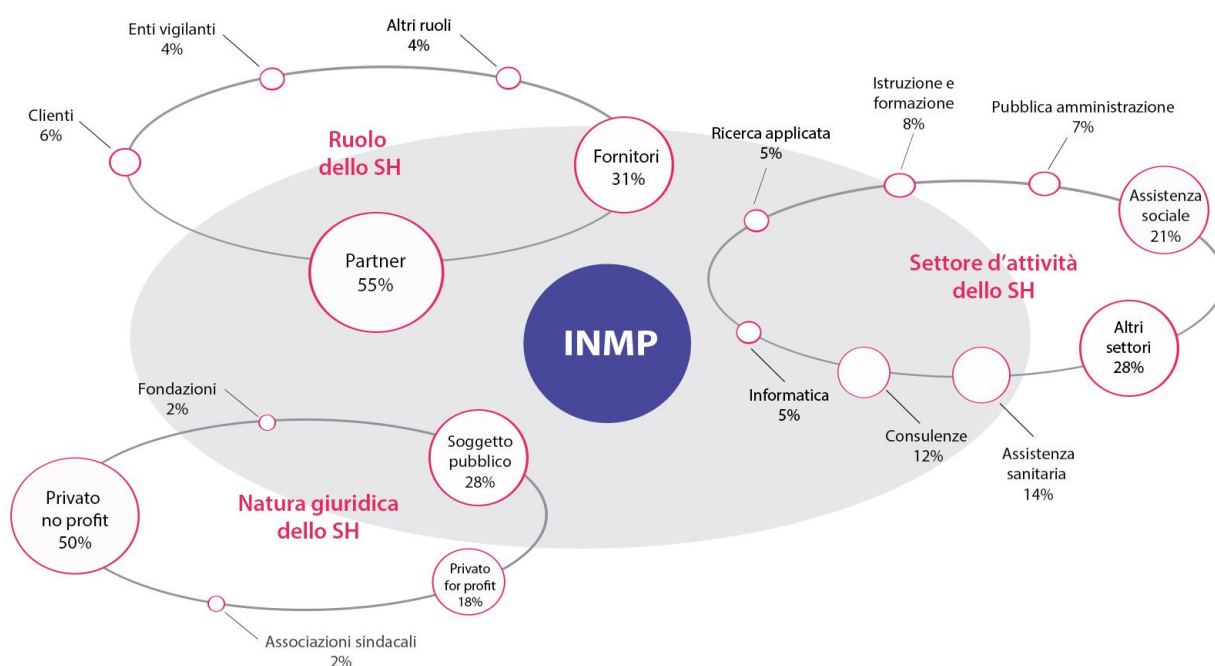 Enti vigilanti
4%
Altri ruoli
4%
Clienti
6%
Ruolo
dello SH
Fornitori
31%
Partner
55%
Istruzione e
formazione
8%
Pubblica amministrazione
7%
Ricerca applicata
5%
Assistenza
sociale
21%
Settore d'attività
dello SH
Altri
settori
28%
Informatica
5%
Consulenze
12%
Assistenza
sanitaria
14%
INMP
Fondazioni
2%
Soggetto
pubblico
28%
Privato
no profit
50%
Natura giuridica
dello SH
Privato
for profit
18%
Associazioni sindacali
2%